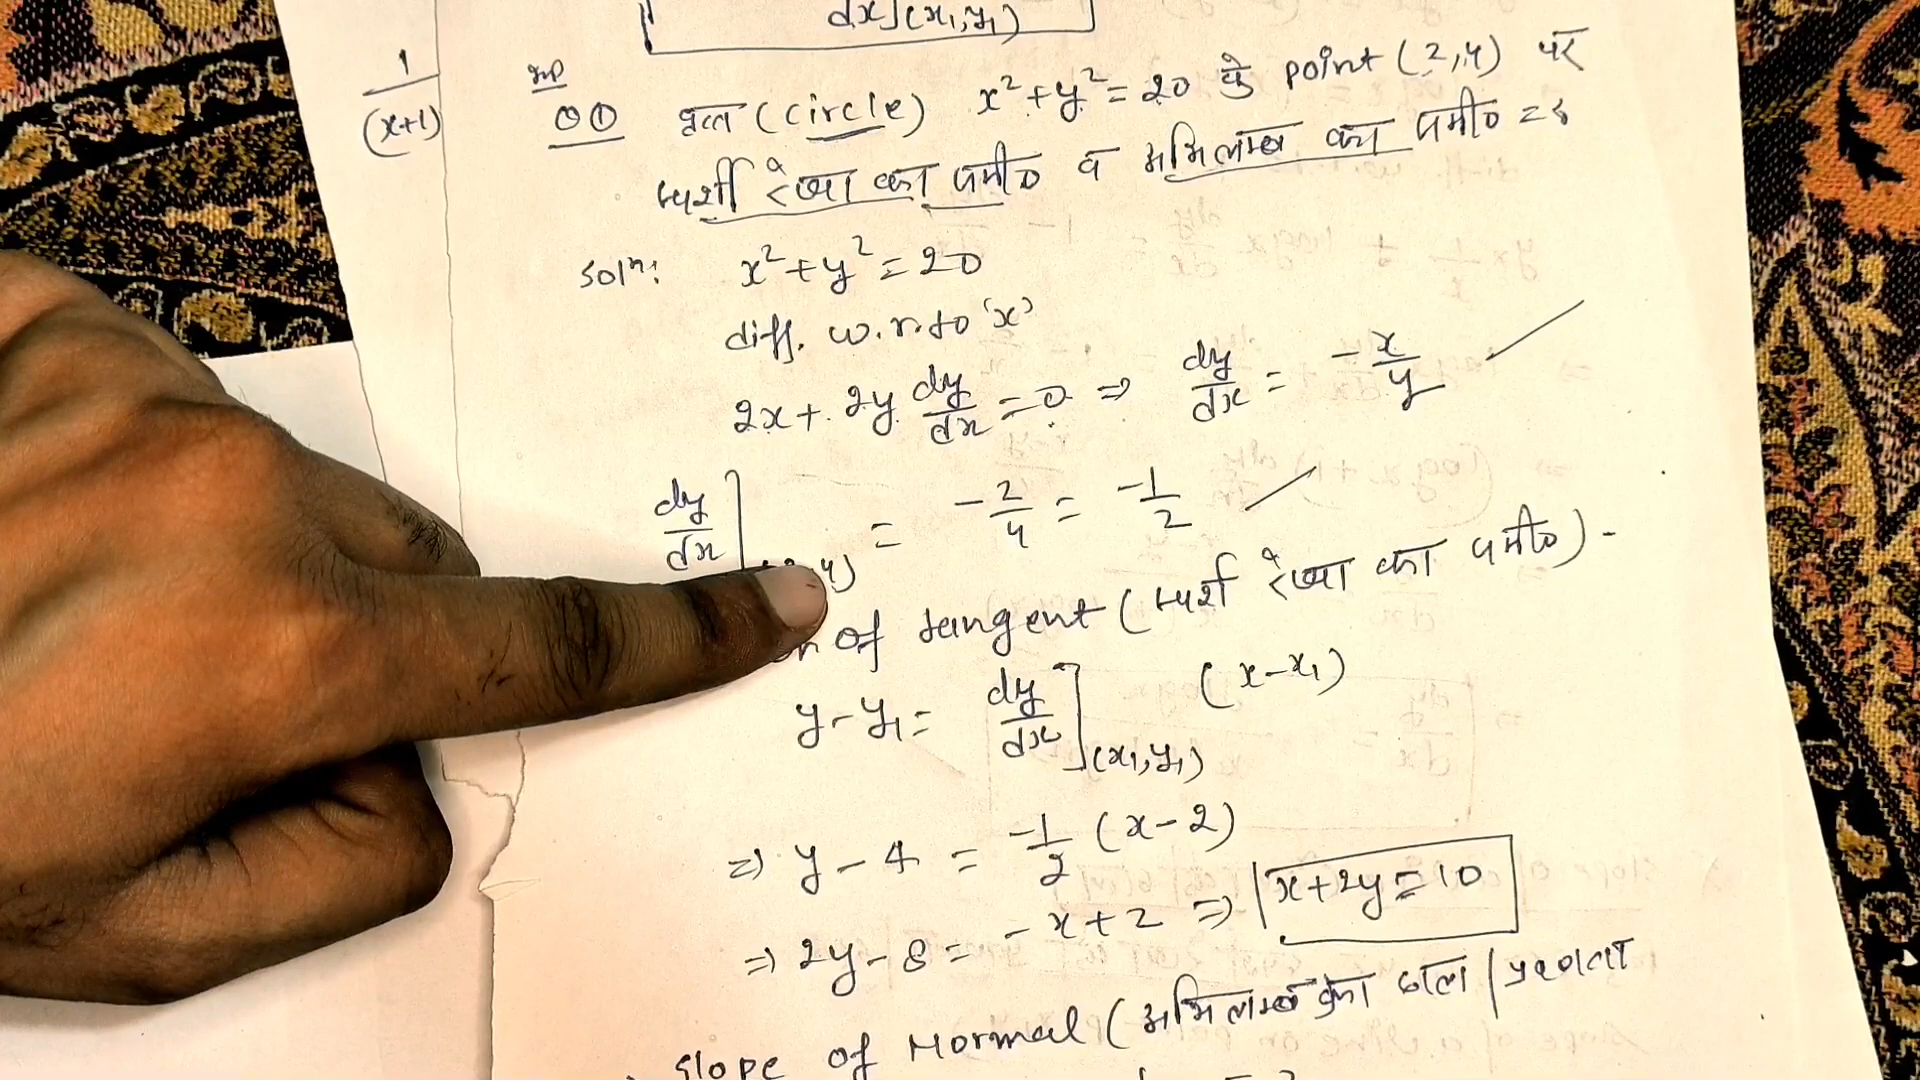 dx](x₁,y₁)
1/(x+1)
Imp
Q① वृत्त (circle) x²+y²=20 के point (2,4) पर
स्पर्श रेखा का समी० व अभिलम्ब का समी० = ?
Solⁿ: x²+y²=20
diff. w.r.to 'x'
2x+2y dy/dx=0 ⇒ dy/dx = -x/y
dy/dx] = -2/4 = -1/2
of tangent (स्पर्श रेखा का समी०) -
y-y₁= dy/dx](x₁,y₁) (x-x₁)
⇒ y-4 = -1/2 (x-2)
⇒ 2y-8 = -x+2 ⇒ x+2y=10
slope of Normal (अभिलम्ब का ढाल / प्रवणता